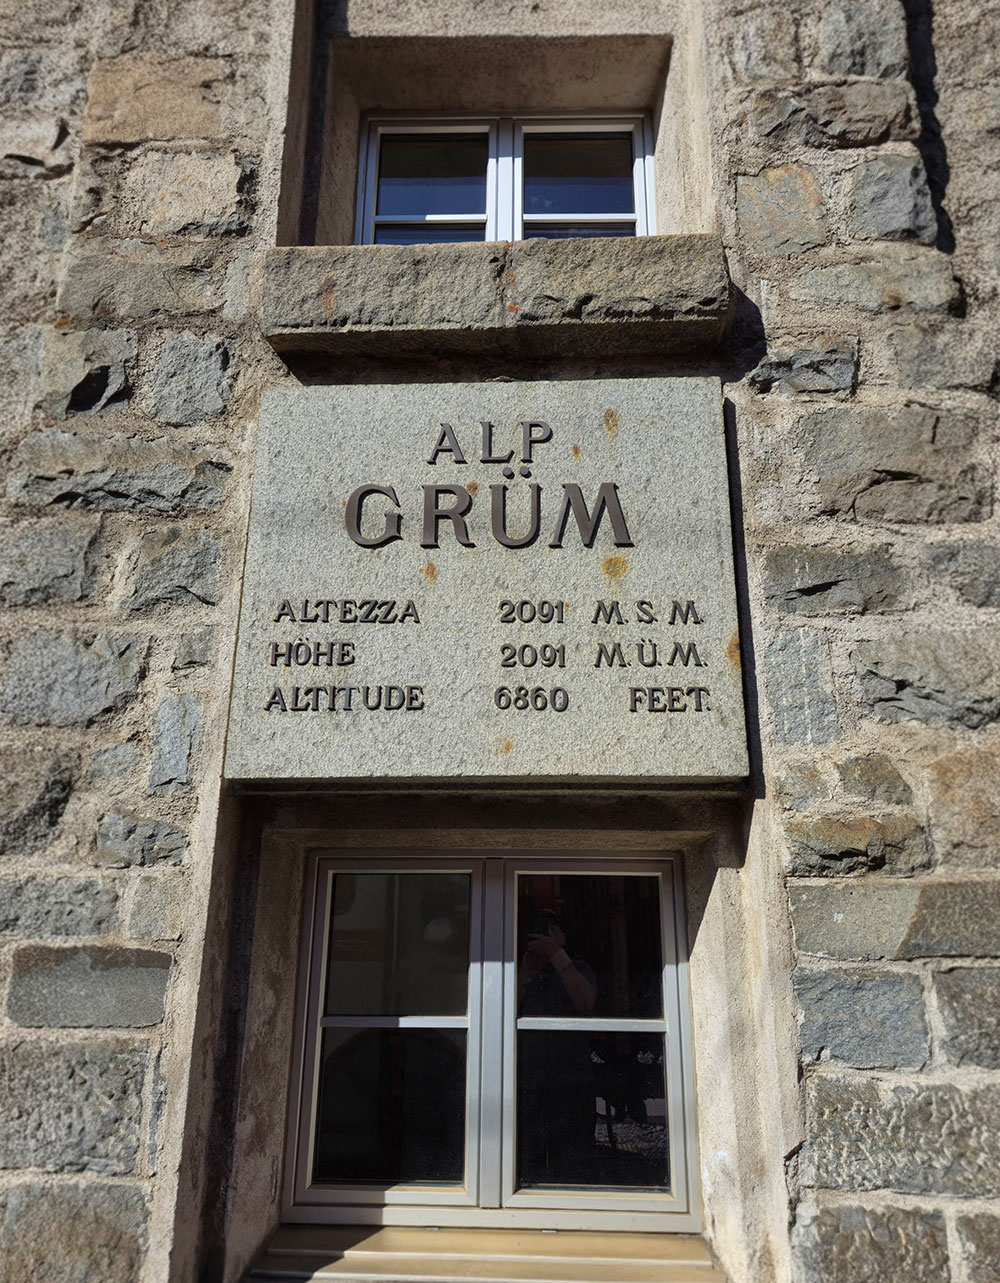 ALP
GRÜM
ALTEZZA 2091 M.S.M.
HÖHE 2091 M.Ü.M.
ALTITUDE 6860 FEET.